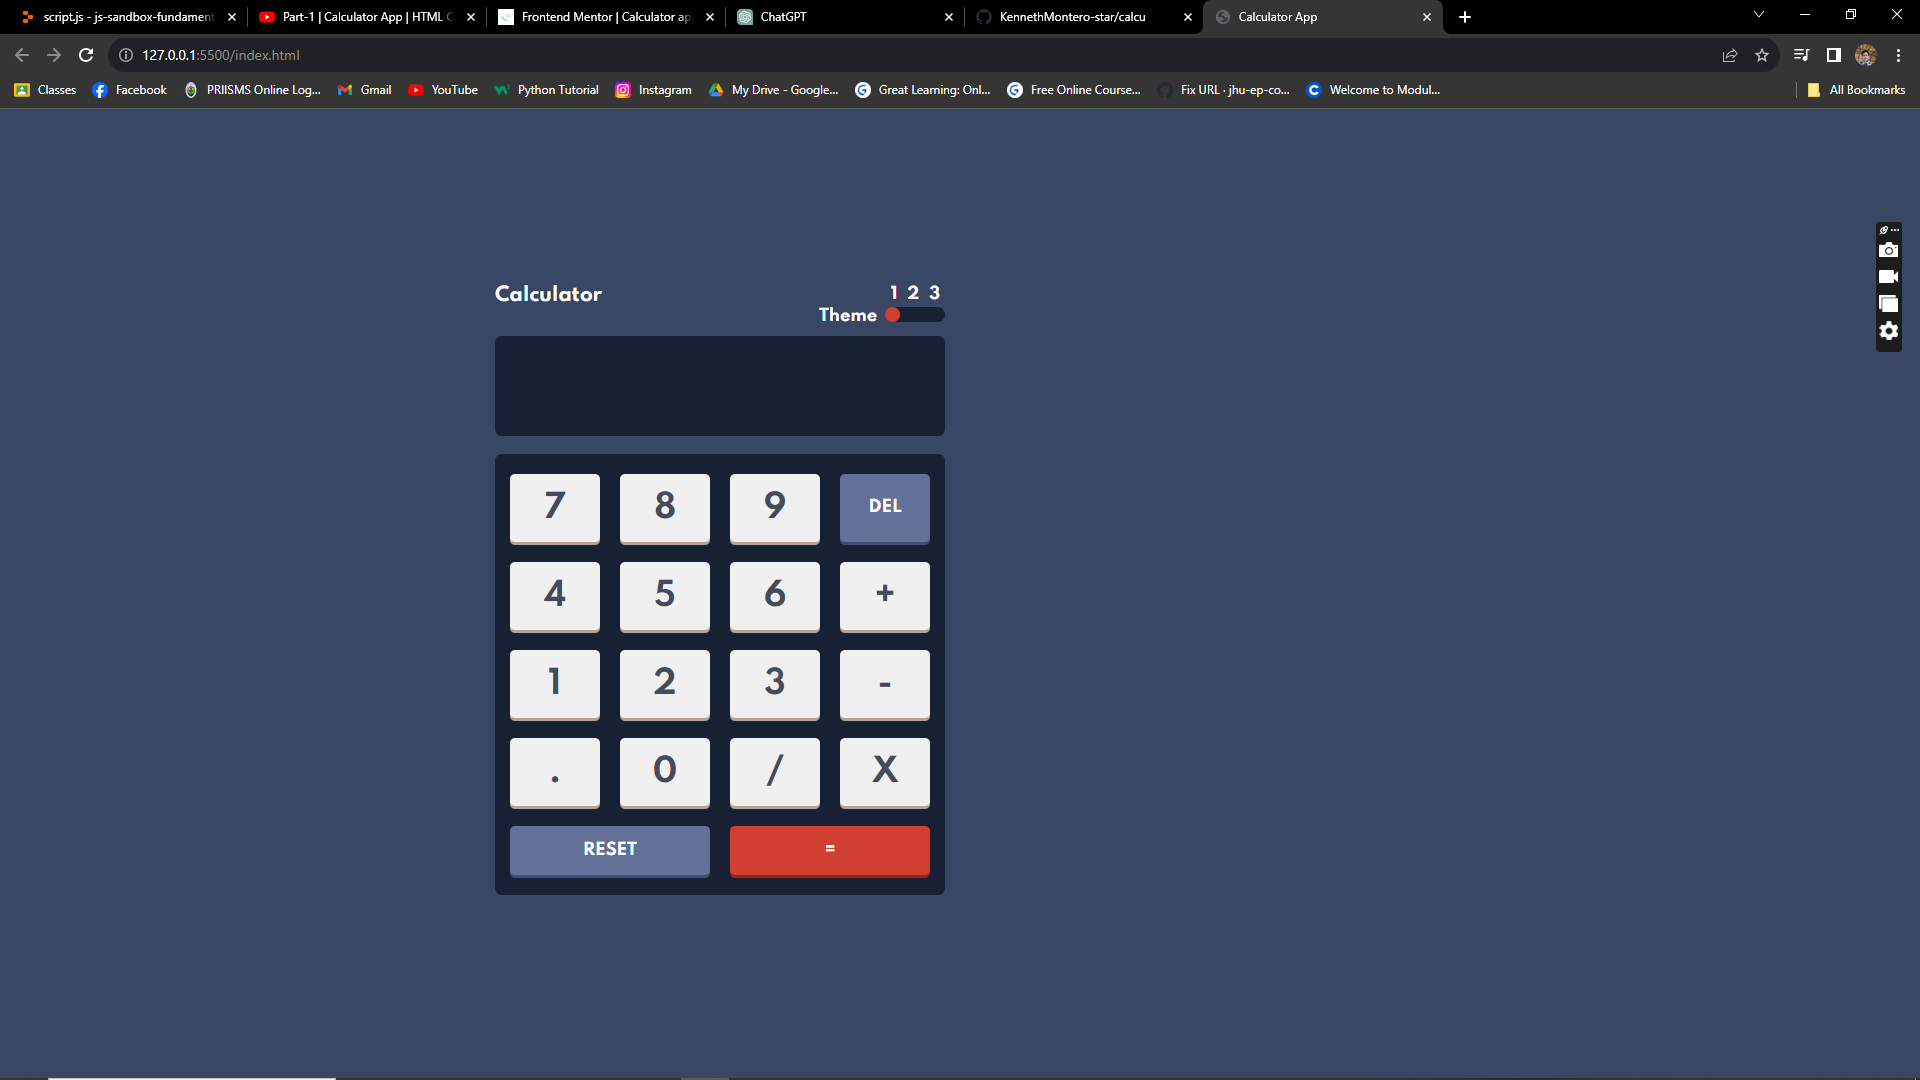 script.js - js-sandbox-fundament
Part-1 | Calculator App | HTML C
Frontend Mentor | Calculator ap
ChatGPT
KennethMontero-star/calcu
Calculator App
127.0.0.1:5500/index.html
Classes
Facebook
PRIISMS Online Log...
Gmail
YouTube
Python Tutorial
Instagram
My Drive - Google...
Great Learning: Onl...
Free Online Course...
Fix URL · jhu-ep-co...
Welcome to Modul...
All Bookmarks
Calculator
1 2 3
Theme
7 8 9 DEL
4 5 6 +
1 2 3 -
. 0 / X
RESET =